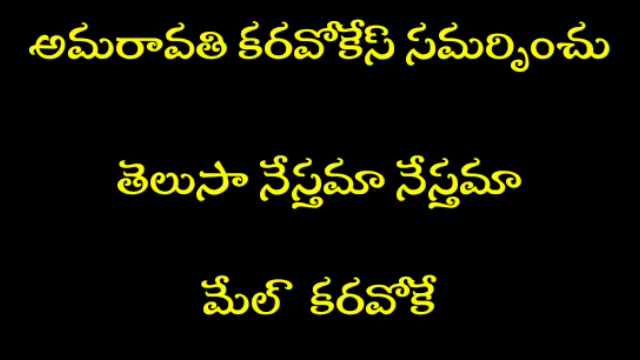 అమరావతి కరవోకేస్ సమర్పించు
తెలుసా నేస్తమా నేస్తమా
మేల్ కరవోకే